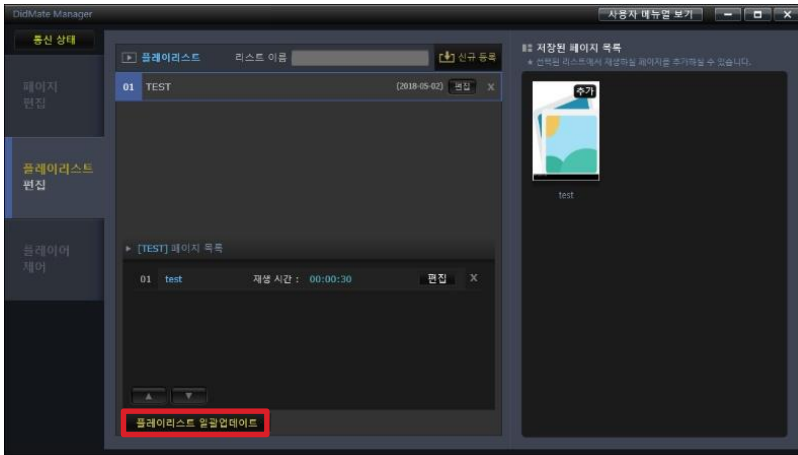 DidMate Manager
사용자 메뉴얼 보기
통신 상태
페이지
편집
플레이리스트
편집
플레이어
제어
플레이리스트 리스트 이름 신규 등록
01 TEST (2018-05-02) 편집 X
▶ [TEST] 페이지 목록
01 test 재생 시간 : 00:00:30 편집 X
▲ ▼
플레이리스트 일괄업데이트
저장된 페이지 목록
★ 선택된 리스트에서 재생하실 페이지를 추가하실 수 있습니다.
추가
test